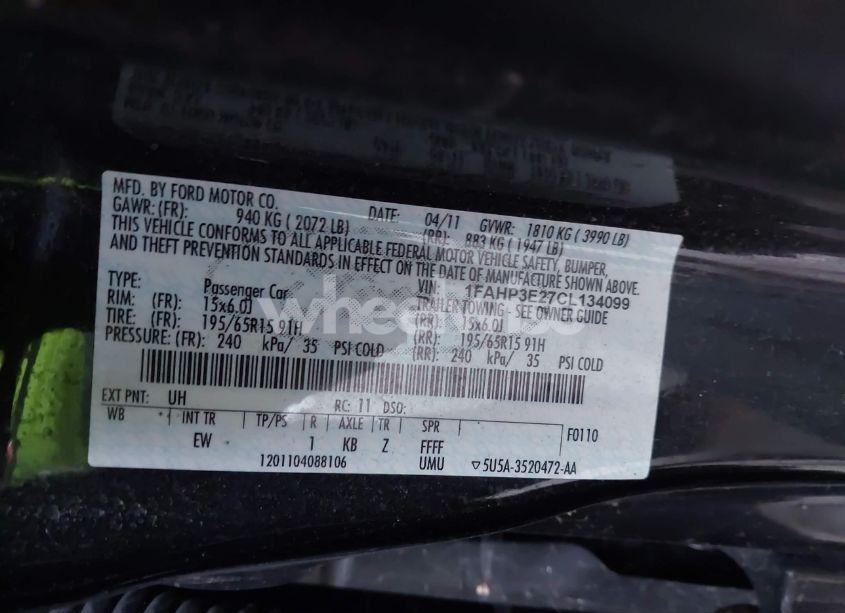 MFD. BY FORD MOTOR CO.
DATE: 04/11 GVWR: 1810 KG ( 3990 LB)
GAWR: (FR): 940 KG ( 2072 LB) (RR): 883 KG ( 1947 LB)
THIS VEHICLE CONFORMS TO ALL APPLICABLE FEDERAL MOTOR VEHICLE SAFETY, BUMPER,
AND THEFT PREVENTION STANDARDS IN EFFECT ON THE DATE OF MANUFACTURE SHOWN ABOVE.
VIN: 1FAHP3E27CL134099
TYPE: Passenger Car TRAILER TOWING - SEE OWNER GUIDE
RIM: (FR): 15x6.0J (RR): 15x6.0J
TIRE: (FR): 195/65R15 91H (RR): 195/65R15 91H
PRESSURE: (FR): 240 kPa/ 35 PSI COLD (RR): 240 kPa/ 35 PSI COLD
EXT PNT: UH RC: 11 DSO:
WB INT TR TP/PS R AXLE TR SPR F0110
EW 1 KB Z FFFF
1201104088106 UMU ▽5U5A-3520472-AA